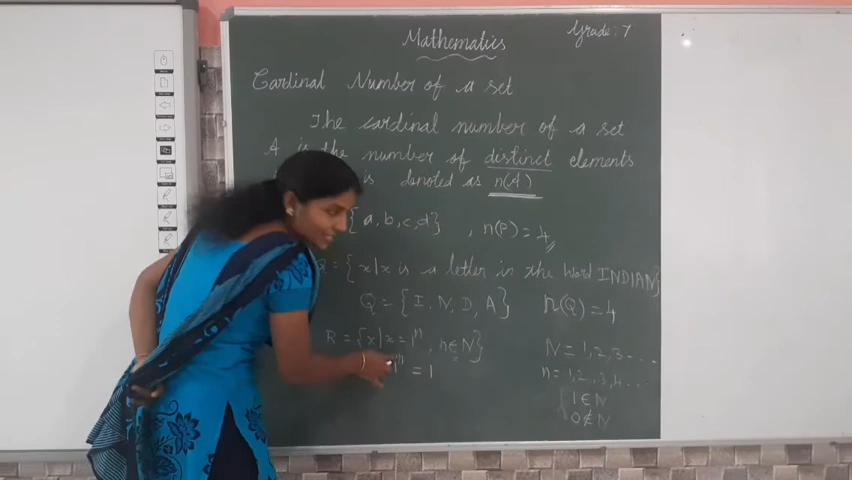 Mathematics
Grade: 7
Cardinal Number of a set
The cardinal number of a set
A is the number of distinct elements
is denoted as n(A)
{a, b, c, d} , n(P) = 4
Q = {x|x is a letter in the word INDIAN}
Q = {I, N, D, A} n(Q) = 4
R = {x|x = 1ⁿ, n∈N}
= 1
N = 1, 2, 3 ....
n = 1, 2, 3, 4 ...
1 ∈ N
0 ∉ N